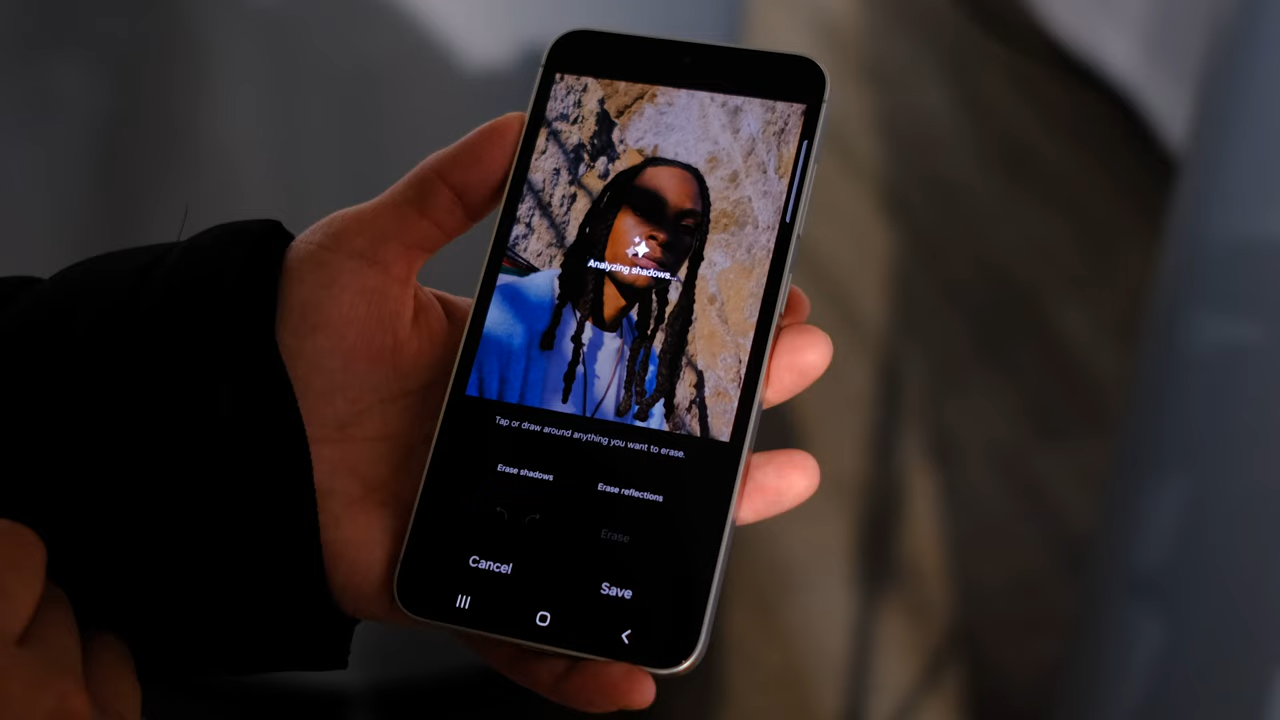 Analyzing shadows...
Tap or draw around anything you want to erase.
Erase shadows
Erase reflections
Erase
Cancel
Save